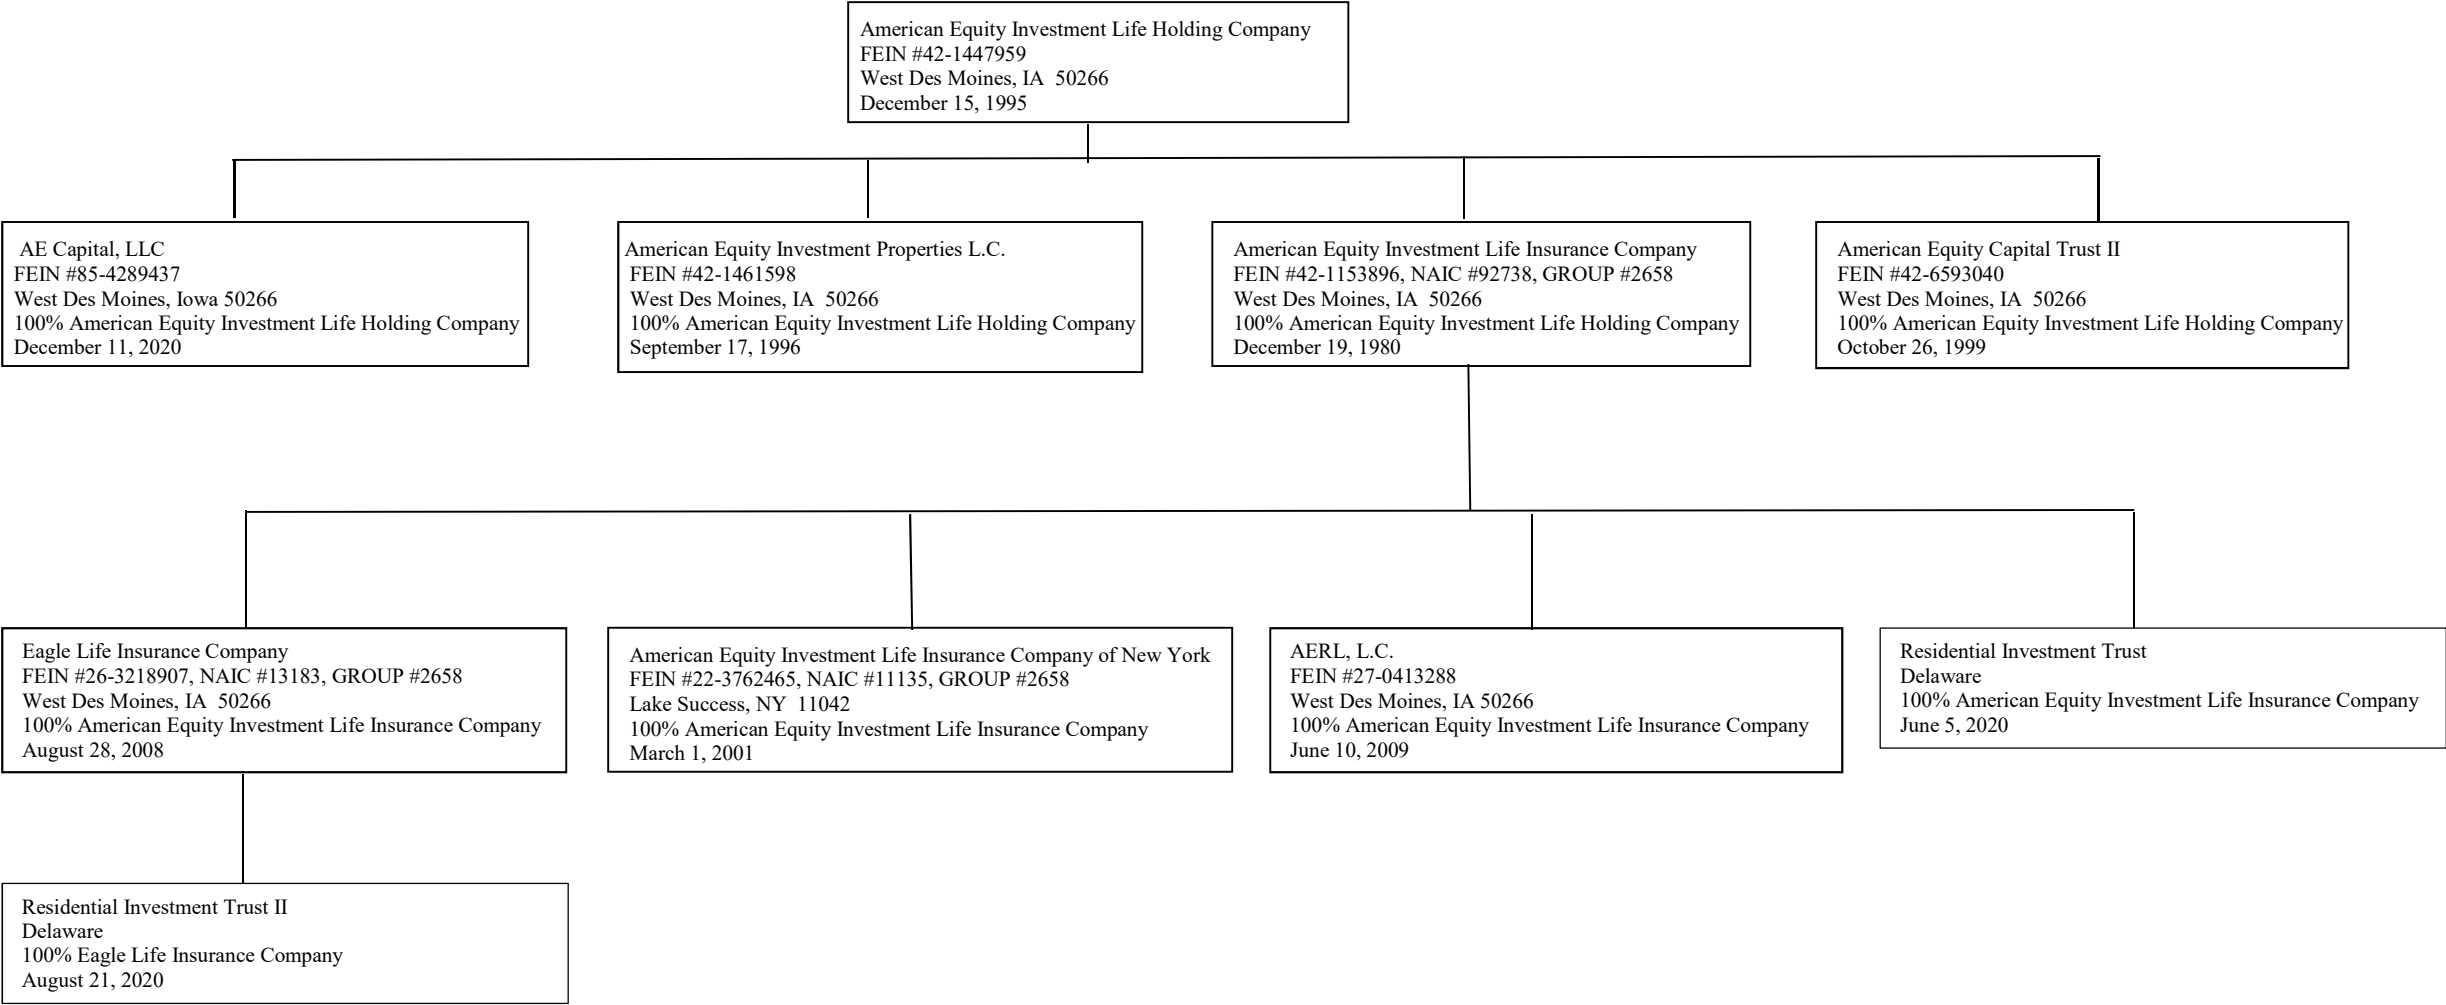 American Equity Investment Life Holding Company
FEIN #42-1447959
West Des Moines, IA  50266
December 15, 1995
AE Capital, LLC
FEIN #85-4289437
West Des Moines, Iowa 50266
100% American Equity Investment Life Holding Company
December 11, 2020
American Equity Investment Properties L.C.
FEIN #42-1461598
West Des Moines, IA  50266
100% American Equity Investment Life Holding Company
September 17, 1996
American Equity Investment Life Insurance Company
FEIN #42-1153896, NAIC #92738, GROUP #2658
West Des Moines, IA  50266
100% American Equity Investment Life Holding Company
December 19, 1980
American Equity Capital Trust II
FEIN #42-6593040
West Des Moines, IA  50266
100% American Equity Investment Life Holding Company
October 26, 1999
Eagle Life Insurance Company
FEIN #26-3218907, NAIC #13183, GROUP #2658
West Des Moines, IA  50266
100% American Equity Investment Life Insurance Company
August 28, 2008
American Equity Investment Life Insurance Company of New York
FEIN #22-3762465, NAIC #11135, GROUP #2658
Lake Success, NY  11042
100% American Equity Investment Life Insurance Company
March 1, 2001
AERL, L.C.
FEIN #27-0413288
West Des Moines, IA 50266
100% American Equity Investment Life Insurance Company
June 10, 2009
Residential Investment Trust
Delaware
100% American Equity Investment Life Insurance Company
June 5, 2020
Residential Investment Trust II
Delaware
100% Eagle Life Insurance Company
August 21, 2020